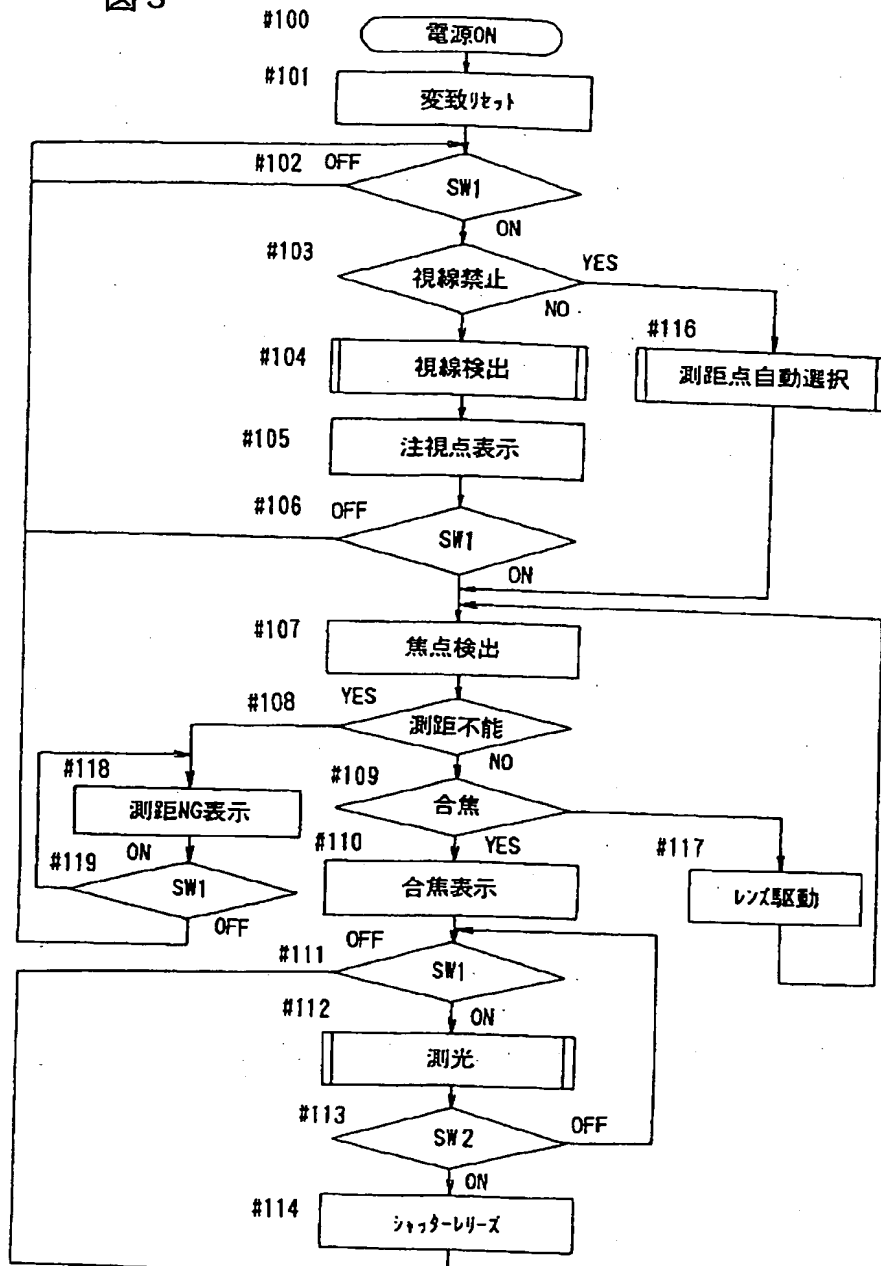 図3
#100
電源ON
#101
変致リセット
#102 OFF
SW1
ON
#103
視線禁止
YES
NO
#116
#104
視線検出
測距点自動選択
#105
注視点表示
#106 OFF
SW1
ON
#107
焦点検出
#108
YES
測距不能
NO
#118
#109
測距NG表示
合焦
YES
#119
ON
#110
#117
SW1
合焦表示
レンズ駆動
OFF
OFF
#111
SW1
ON
#112
測光
#113
SW2
OFF
ON
#114
シャッターレリーズ